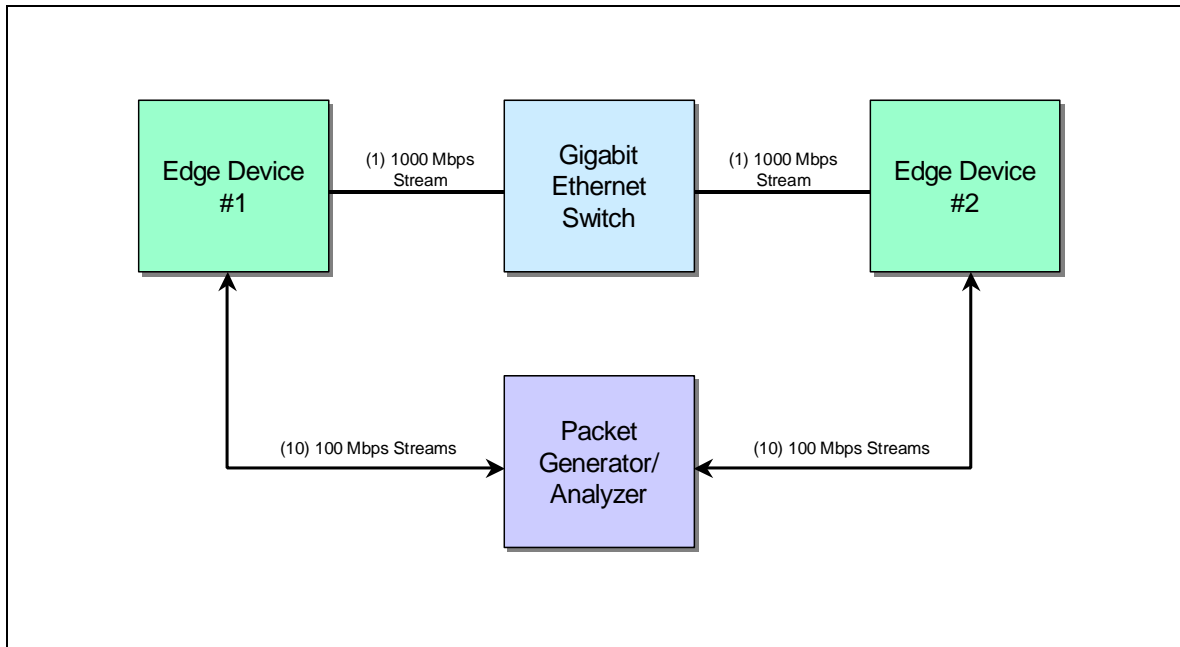 Edge Device
#1
(1) 1000 Mbps
Stream
Gigabit
Ethernet
Switch
(1) 1000 Mbps
Stream
Edge Device
#2
(10) 100 Mbps Streams
Packet
Generator/
Analyzer
(10) 100 Mbps Streams